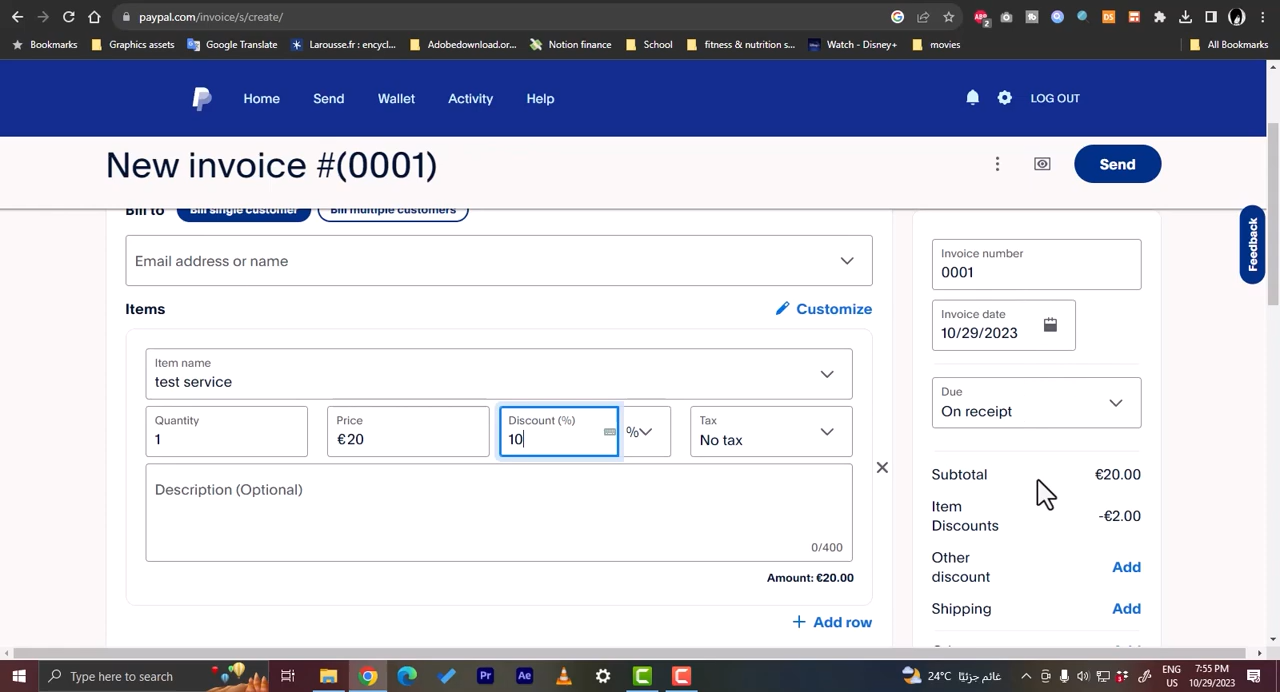 paypal.com/invoice/s/create/
Bookmarks Graphics assets Google Translate Larousse.fr : encycl... Adobedownload.or... Notion finance School fitness & nutrition s... Watch - Disney+ movies All Bookmarks
Home Send Wallet Activity Help LOG OUT
New invoice #(0001)
Send
Bill to Bill single customer Bill multiple customers
Email address or name
Items
Customize
Item name
test service
Quantity
1
Price
€20
Discount (%)
10
%
Tax
No tax
Description (Optional)
0/400
Amount: €20.00
Add row
Invoice number
0001
Invoice date
10/29/2023
Due
On receipt
Subtotal €20.00
Item
Discounts
-€2.00
Other
discount
Add
Shipping Add
Feedback
Type here to search
Pr
Ae
24°C غائم جزئيًا
ENG
US
7:55 PM
10/29/2023